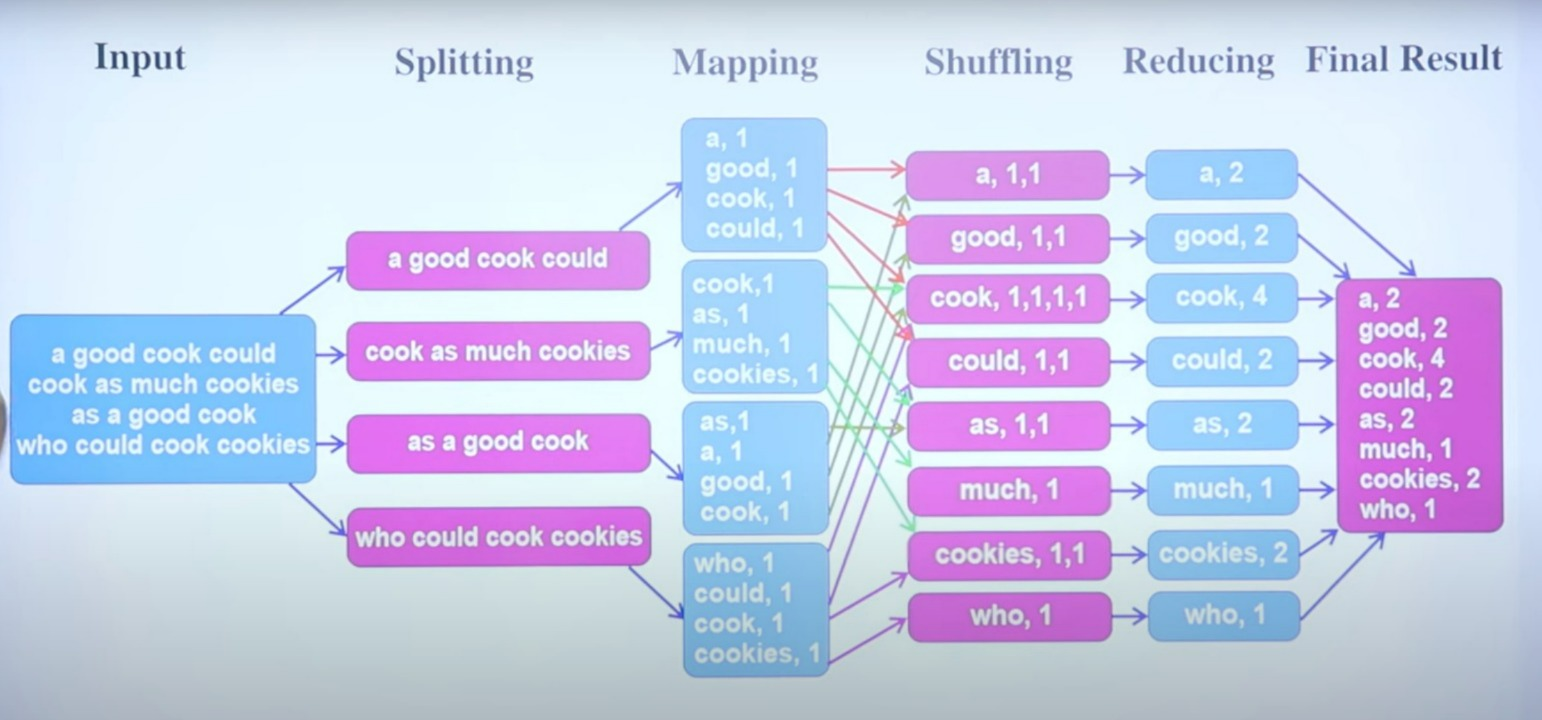 Input
Splitting
Mapping
Shuffling
Reducing
Final Result
a good cook could
cook as much cookies
as a good cook
who could cook cookies
a good cook could
cook as much cookies
as a good cook
who could cook cookies
a, 1
good, 1
cook, 1
could, 1
cook,1
as, 1
much, 1
cookies, 1
as,1
a, 1
good, 1
cook, 1
who, 1
could, 1
cook, 1
cookies, 1
a, 1,1
good, 1,1
cook, 1,1,1,1
could, 1,1
as, 1,1
much, 1
cookies, 1,1
who, 1
a, 2
good, 2
cook, 4
could, 2
as, 2
much, 1
cookies, 2
who, 1
a, 2
good, 2
cook, 4
could, 2
as, 2
much, 1
cookies, 2
who, 1